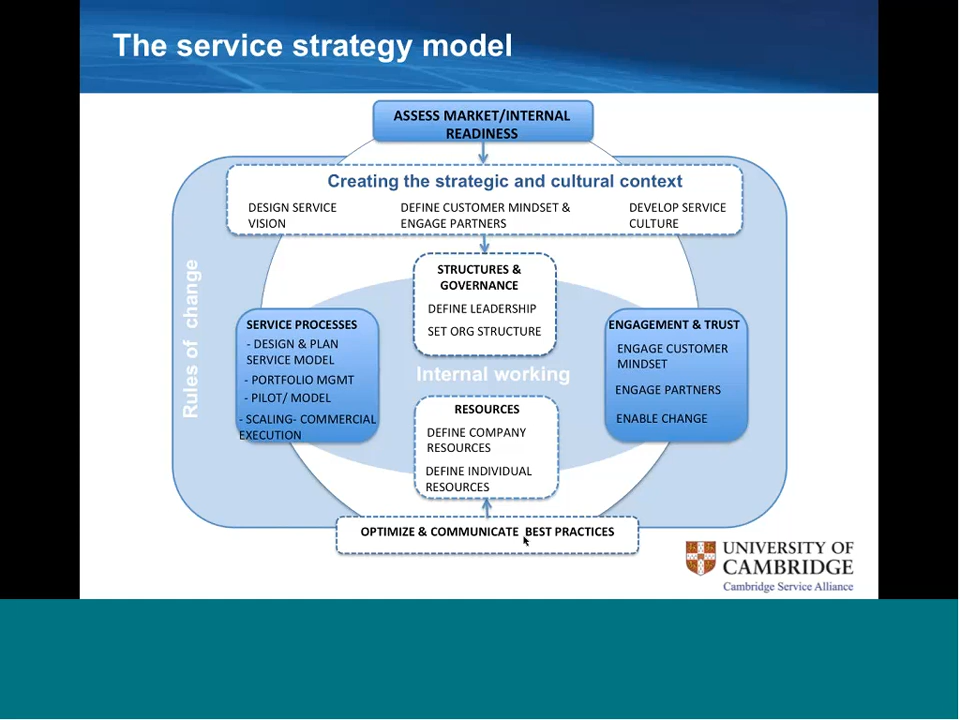 The service strategy model
ASSESS MARKET/INTERNAL
READINESS
Creating the strategic and cultural context
DESIGN SERVICE
VISION
DEFINE CUSTOMER MINDSET &
ENGAGE PARTNERS
DEVELOP SERVICE
CULTURE
Rules of change
STRUCTURES &
GOVERNANCE
DEFINE LEADERSHIP
SET ORG STRUCTURE
SERVICE PROCESSES
- DESIGN & PLAN
SERVICE MODEL
- PORTFOLIO MGMT
- PILOT/ MODEL
- SCALING- COMMERCIAL
EXECUTION
Internal working
ENGAGEMENT & TRUST
ENGAGE CUSTOMER
MINDSET
ENGAGE PARTNERS
ENABLE CHANGE
RESOURCES
DEFINE COMPANY
RESOURCES
DEFINE INDIVIDUAL
RESOURCES
OPTIMIZE & COMMUNICATE BEST PRACTICES
UNIVERSITY OF
CAMBRIDGE
Cambridge Service Alliance